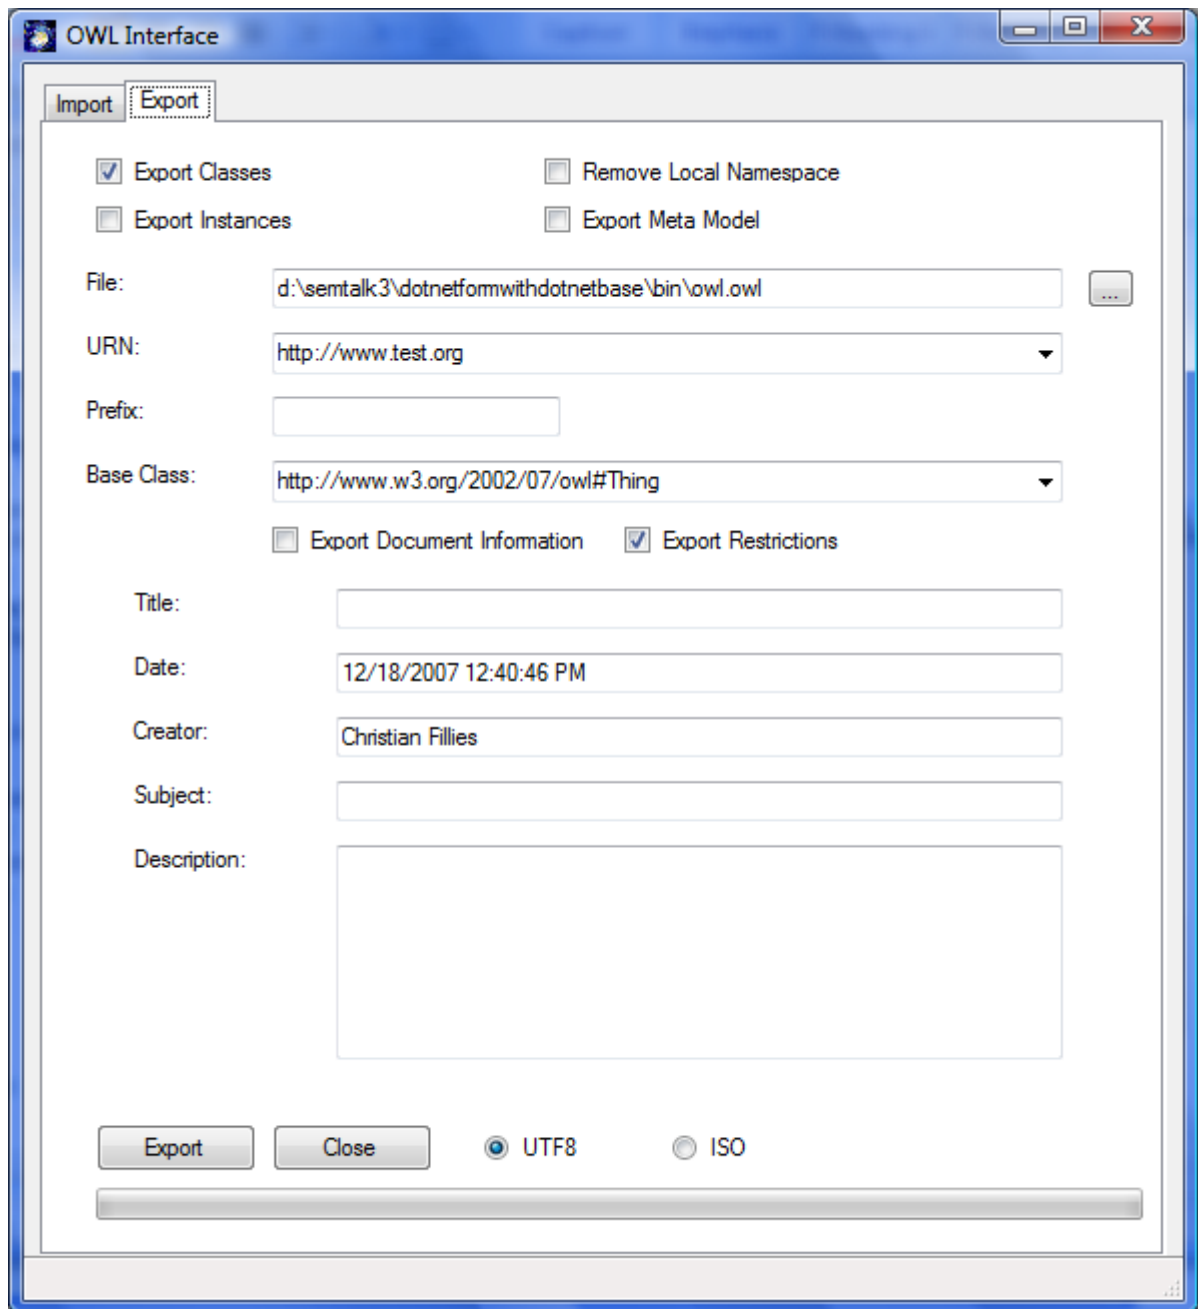 OWL Interface
Import Export
Export Classes Remove Local Namespace
Export Instances Export Meta Model
File: d:\semtalk3\dotnetformwithdotnetbase\bin\owl.owl ...
URN: http://www.test.org
Prefix:
Base Class: http://www.w3.org/2002/07/owl#Thing
Export Document Information Export Restrictions
Title:
Date: 12/18/2007 12:40:46 PM
Creator: Christian Fillies
Subject:
Description:
Export Close UTF8 ISO